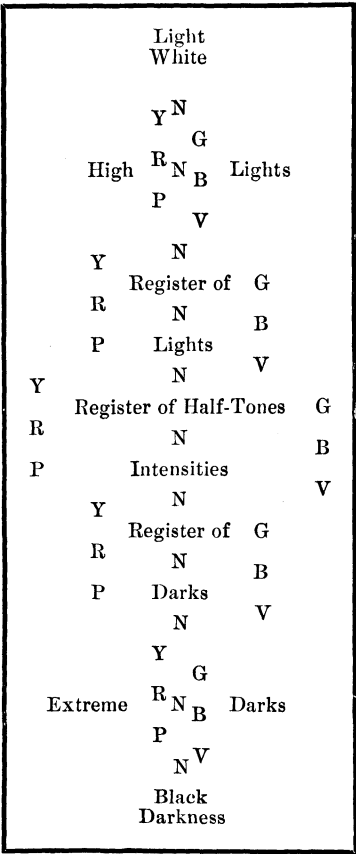 Light
White
Y N
G
High R N B Lights
P
V
N
Y
Register of G
R
N
B
P Lights
V
N
Y
Register of Half-Tones G
R
N
B
P Intensities
V
N
Y
Register of G
R
N
B
P Darks
V
N
Y
G
Extreme R N B Darks
P
V
N
Black
Darkness